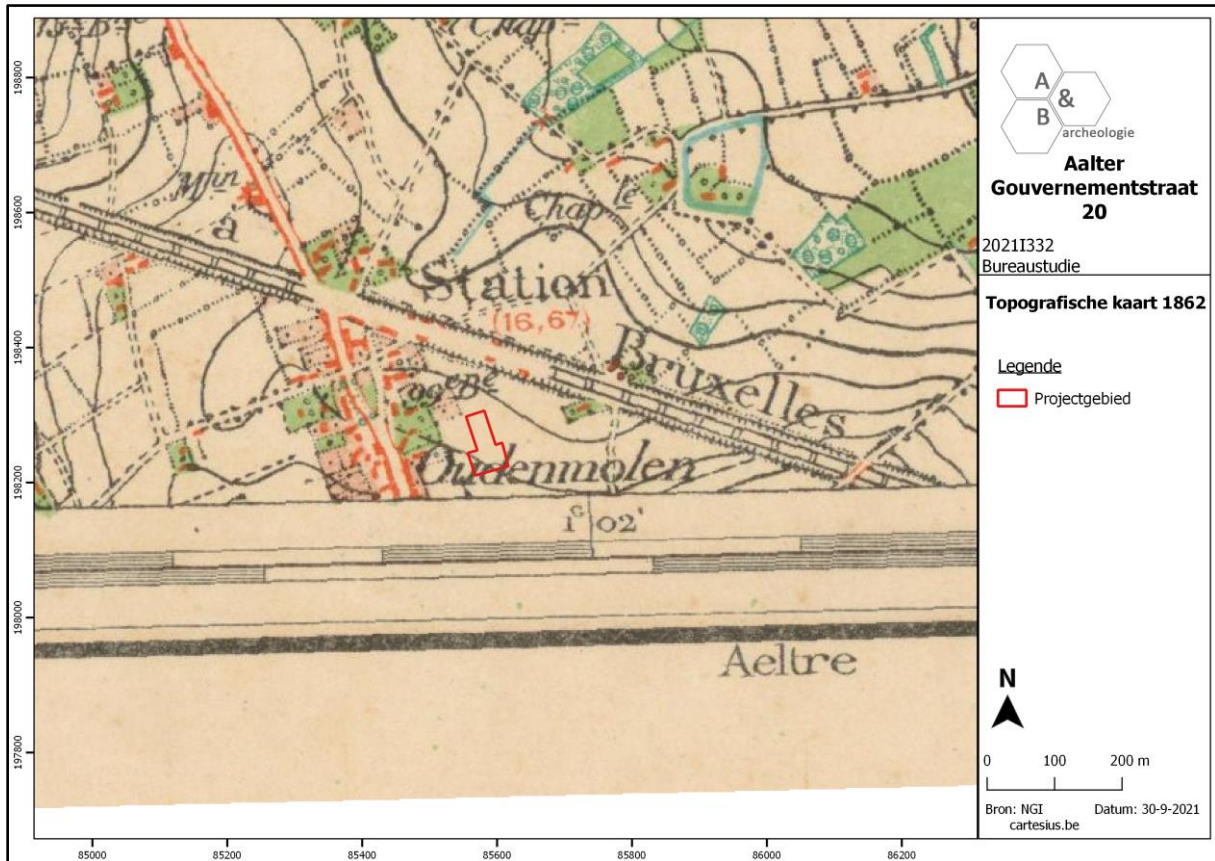 Chap
Mfin
a
Chap le
Station
(16,67)
Bruxelles
Oudenmolen
1G 02'
Aeltre
198800
198600
198400
198200
198000
197800
85000
85200
85400
85600
85800
86000
86200
A
&
B
archeologie
Aalter
Gouvernementstraat
20
2021I332
Bureaustudie
Topografische kaart 1862
Legende
Projectgebied
N
0 100 200 m
Bron: NGI Datum: 30-9-2021
cartesius.be